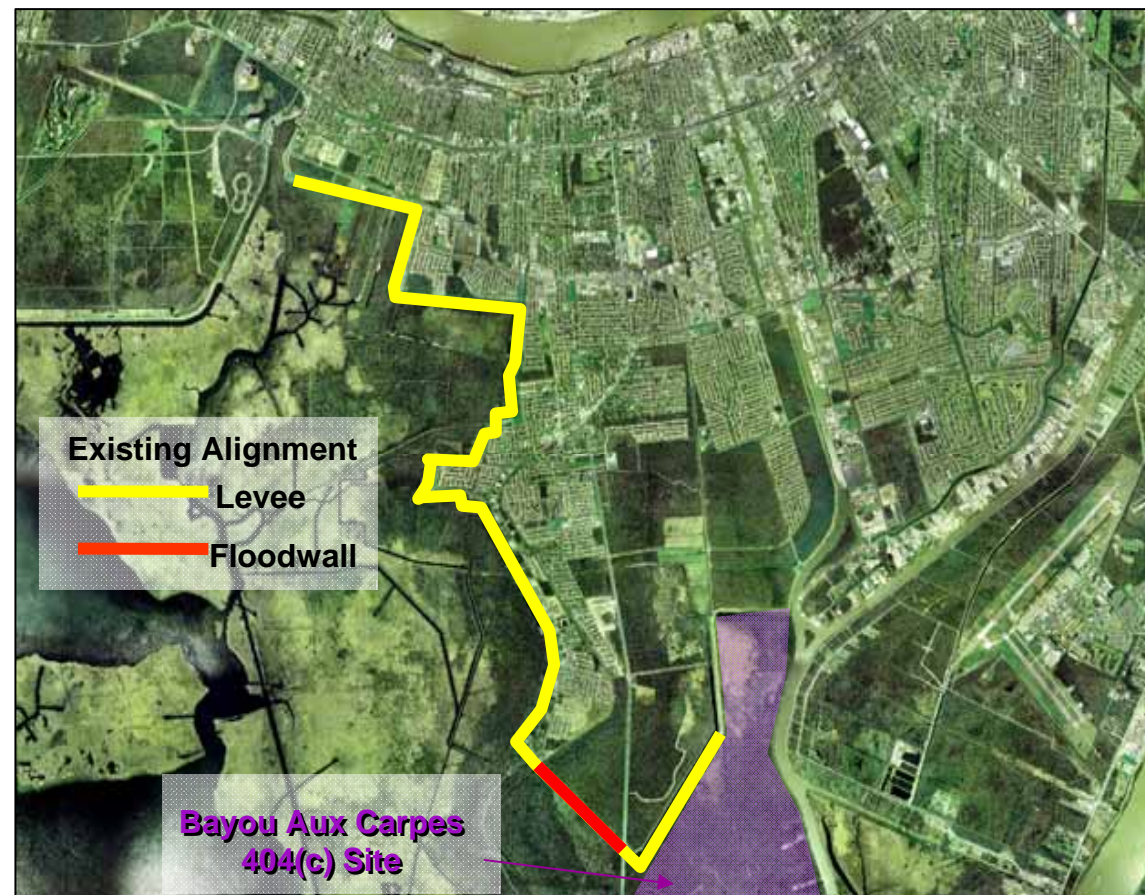 Existing Alignment
Levee
Floodwall
Bayou Aux Carpes
404(c) Site